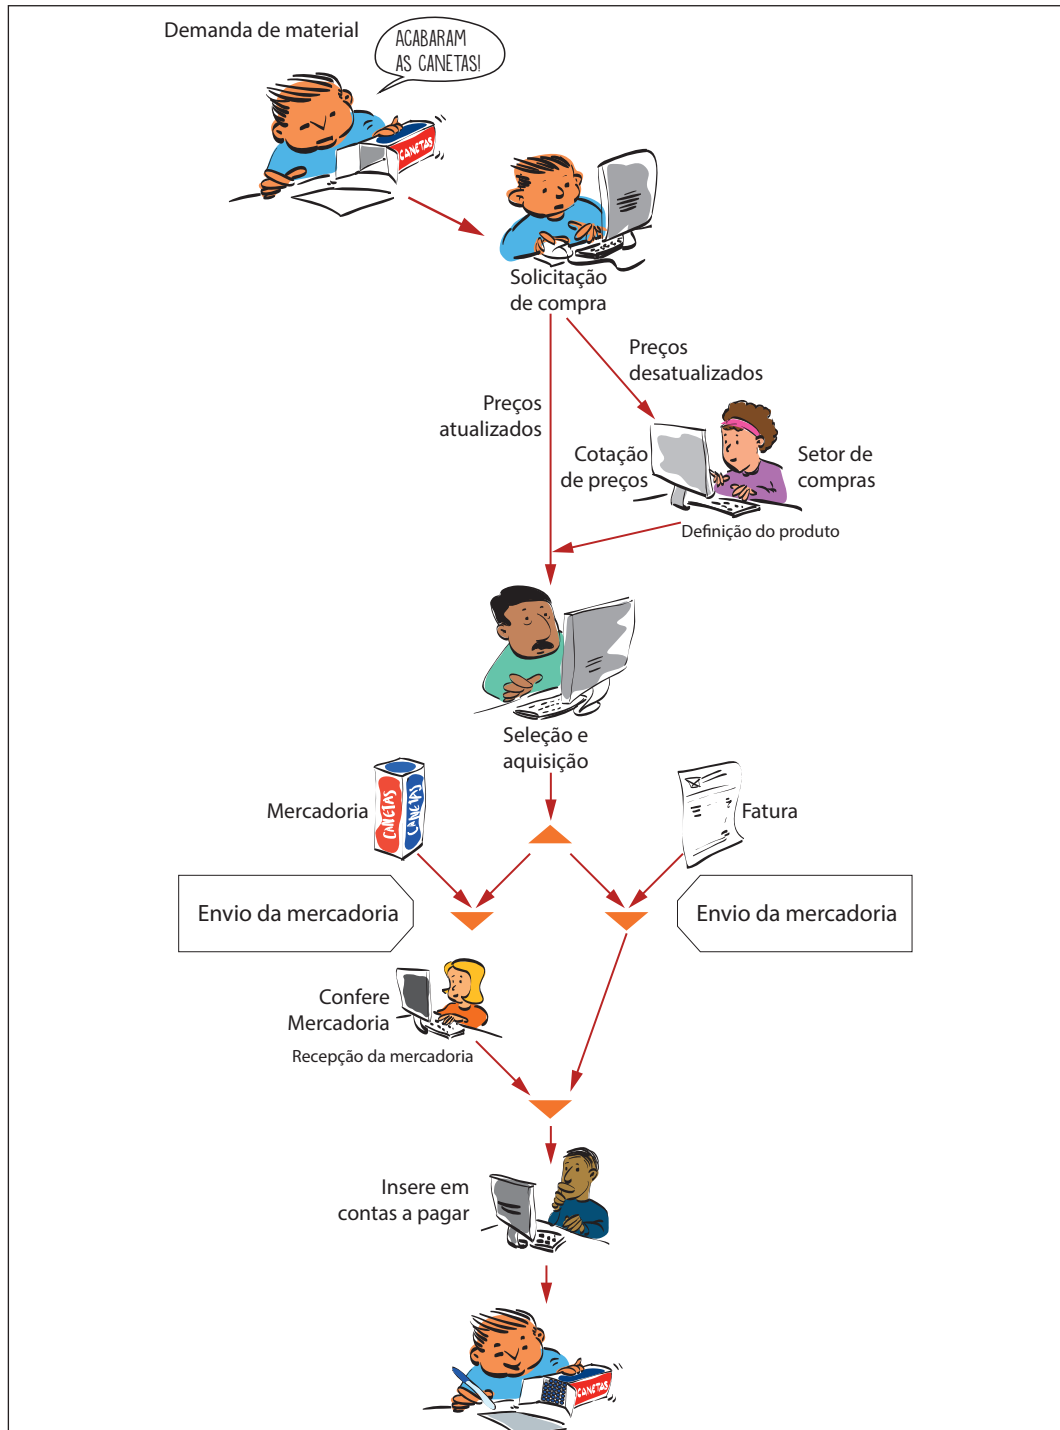 Demanda de material
ACABARAM
AS CANETAS!
CANETAS
Solicitação
de compra
Preços
desatualizados
Preços
atualizados
Cotação
de preços
Setor de
compras
Definição do produto
Seleção e
aquisição
Mercadoria
CANETAS
CANETAS
Fatura
Envio da mercadoria
Envio da mercadoria
Confere
Mercadoria
Recepção da mercadoria
Insere em
contas a pagar
CANETAS